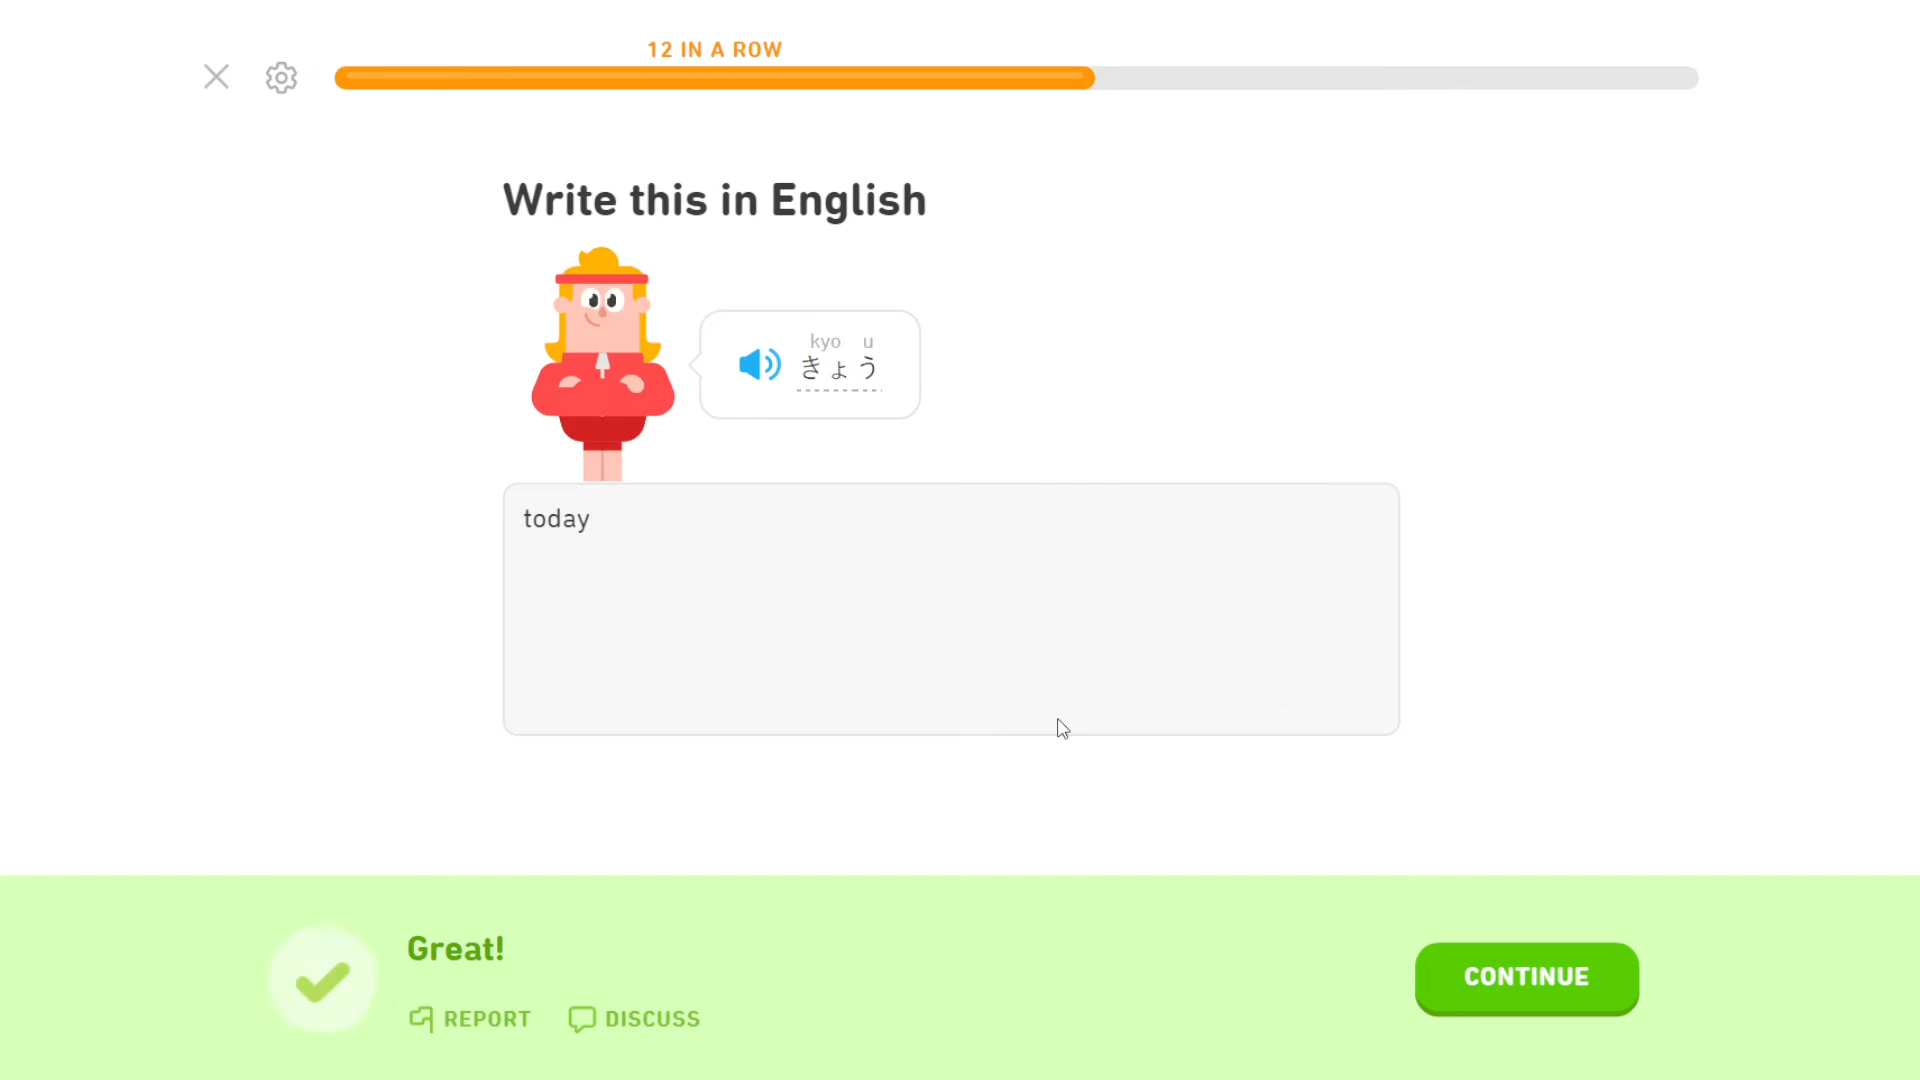 12 IN A ROW
Write this in English
kyo u
きょう
today
Great!
REPORT DISCUSS
CONTINUE